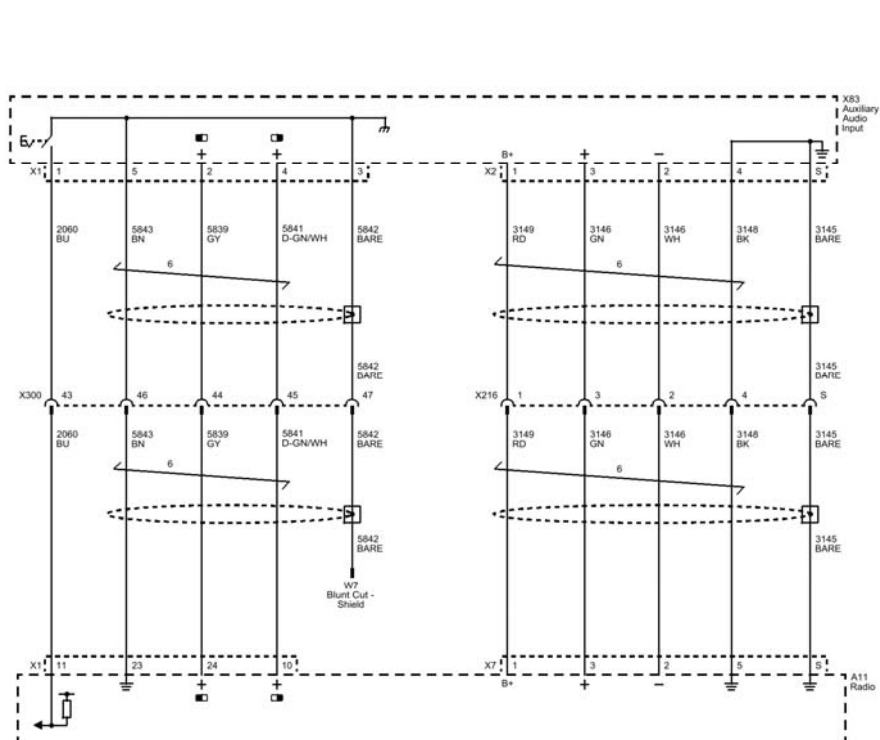 X83
Auxiliary
Audio
Input
+ + B+ + −
X1 1 5 2 4 3 X2 1 3 2 4 S
2060 5843 5839 5841 5842 3149 3146 3146 3148 3145
BU BN GY D-GN/WH BARE RD GN WH BK BARE
6 6
5842 3145
BARE BARE
X300 43 46 44 45 47 X216 1 3 2 4 S
2060 5843 5839 5841 5842 3149 3146 3146 3148 3145
BU BN GY D-GN/WH BARE RD GN WH BK BARE
6 6
5842 3145
BARE BARE
W7
Blunt Cut -
Shield
X1 11 23 24 10 X7 1 3 2 5 S
+ + B+ + −
A11
Radio